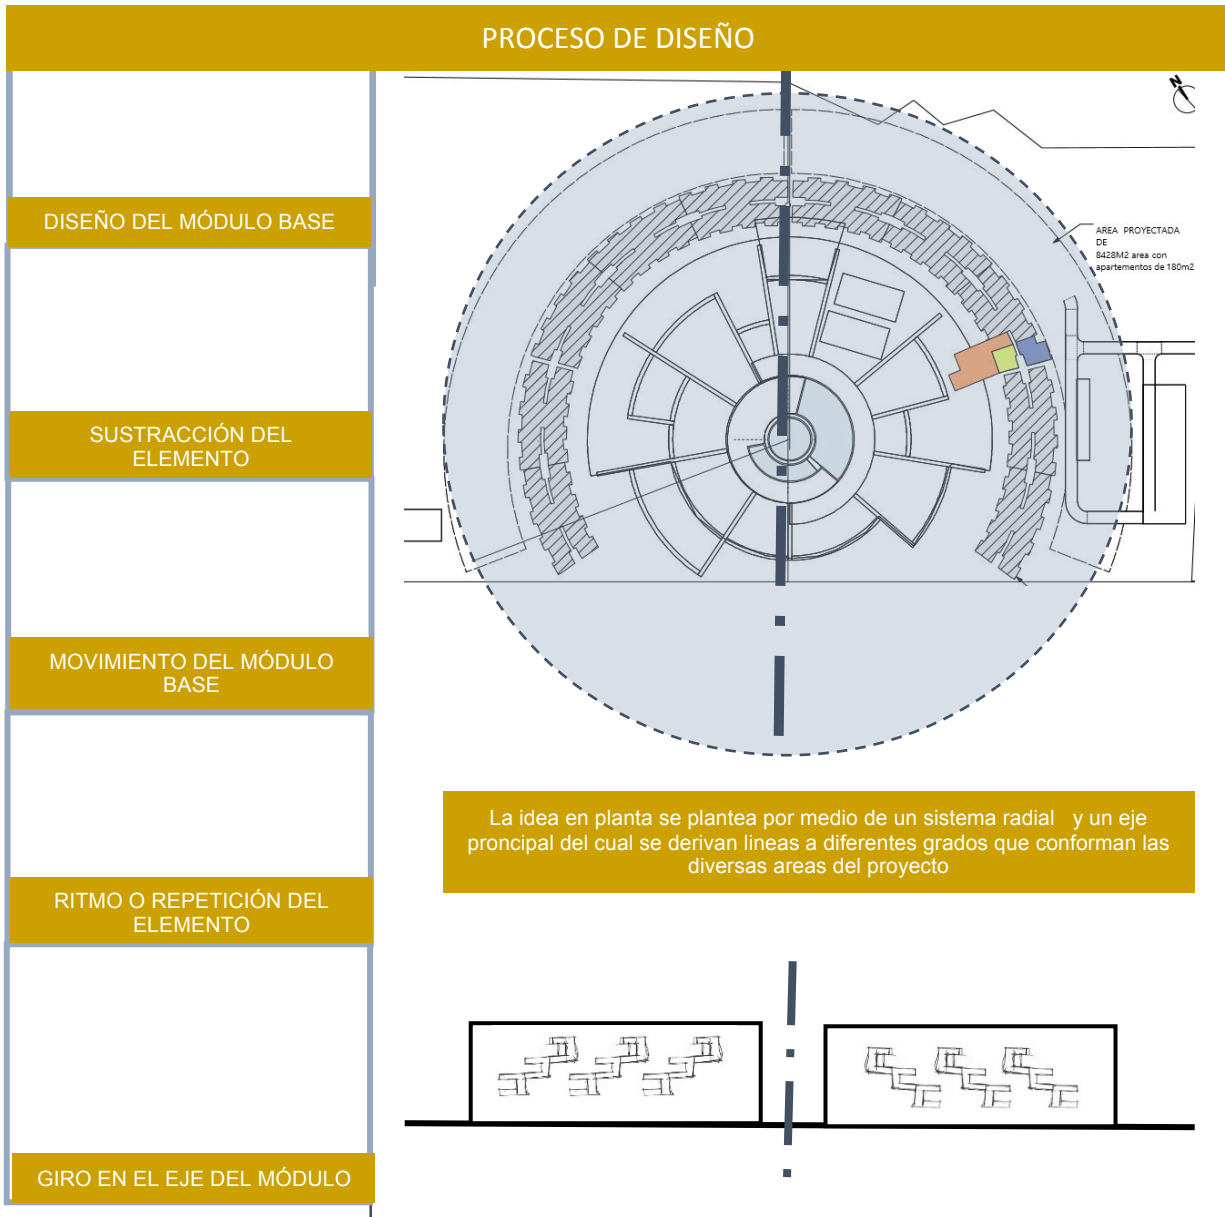 PROCESO DE DISEÑO
DISEÑO DEL MÓDULO BASE
SUSTRACCIÓN DEL
ELEMENTO
MOVIMIENTO DEL MÓDULO
BASE
RITMO O REPETICIÓN DEL
ELEMENTO
GIRO EN EL EJE DEL MÓDULO
N
AREA PROYECTADA
DE
8428M2 area con
apartementos de 180m2
La idea en planta se plantea por medio de un sistema radial y un eje
proncipal del cual se derivan lineas a diferentes grados que conforman las
diversas areas del proyecto